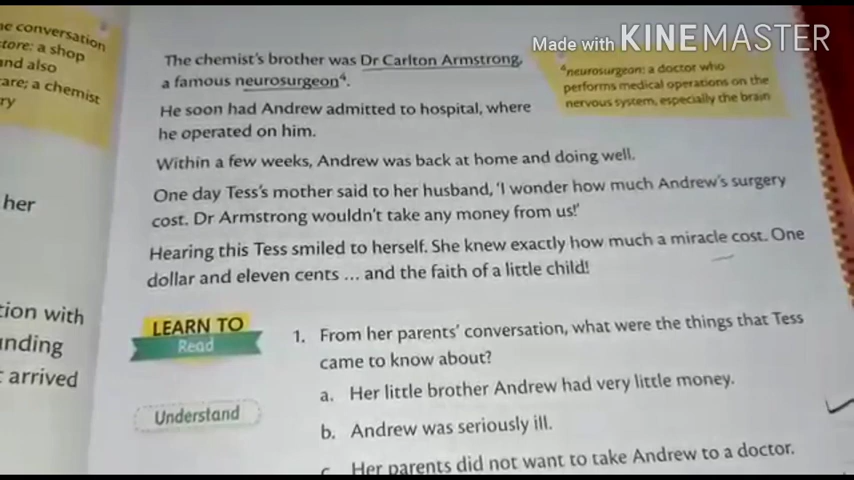 Made with KINEMASTER
e conversation
store: a shop
and also
are; a chemist
ry
The chemist's brother was Dr Carlton Armstrong,
a famous neurosurgeon⁴.
⁴neurosurgeon: a doctor who
performs medical operations on the
nervous system, especially the brain
He soon had Andrew admitted to hospital, where
he operated on him.
Within a few weeks, Andrew was back at home and doing well.
One day Tess's mother said to her husband, 'I wonder how much Andrew's surgery
cost. Dr Armstrong wouldn't take any money from us!'
Hearing this Tess smiled to herself. She knew exactly how much a miracle cost. One
dollar and eleven cents ... and the faith of a little child!
her
tion with
anding
t arrived
LEARN TO
Read
Understand
1. From her parents' conversation, what were the things that Tess
came to know about?
a. Her little brother Andrew had very little money.
b. Andrew was seriously ill.
c. Her parents did not want to take Andrew to a doctor.